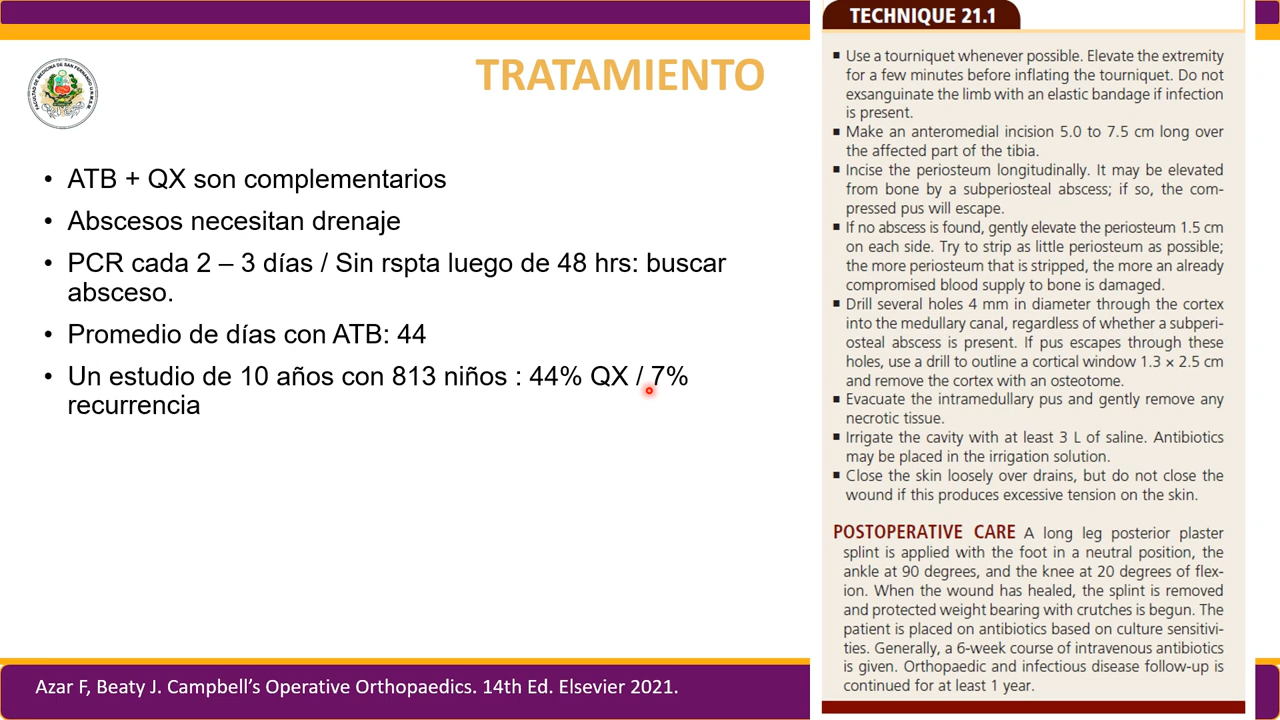 TRATAMIENTO
FACULTAD DE MEDICINA DE SAN FERNANDO U.N.M.S.M.
• ATB + QX son complementarios
• Abscesos necesitan drenaje
• PCR cada 2 – 3 días / Sin rspta luego de 48 hrs: buscar
absceso.
• Promedio de días con ATB: 44
• Un estudio de 10 años con 813 niños : 44% QX / 7%
recurrencia
Azar F, Beaty J. Campbell’s Operative Orthopaedics. 14th Ed. Elsevier 2021.
TECHNIQUE 21.1
■ Use a tourniquet whenever possible. Elevate the extremity
for a few minutes before inflating the tourniquet. Do not
exsanguinate the limb with an elastic bandage if infection
is present.
■ Make an anteromedial incision 5.0 to 7.5 cm long over
the affected part of the tibia.
■ Incise the periosteum longitudinally. It may be elevated
from bone by a subperiosteal abscess; if so, the com-
pressed pus will escape.
■ If no abscess is found, gently elevate the periosteum 1.5 cm
on each side. Try to strip as little periosteum as possible;
the more periosteum that is stripped, the more an already
compromised blood supply to bone is damaged.
■ Drill several holes 4 mm in diameter through the cortex
into the medullary canal, regardless of whether a subperi-
osteal abscess is present. If pus escapes through these
holes, use a drill to outline a cortical window 1.3 × 2.5 cm
and remove the cortex with an osteotome.
■ Evacuate the intramedullary pus and gently remove any
necrotic tissue.
■ Irrigate the cavity with at least 3 L of saline. Antibiotics
may be placed in the irrigation solution.
■ Close the skin loosely over drains, but do not close the
wound if this produces excessive tension on the skin.
POSTOPERATIVE CARE A long leg posterior plaster
splint is applied with the foot in a neutral position, the
ankle at 90 degrees, and the knee at 20 degrees of flex-
ion. When the wound has healed, the splint is removed
and protected weight bearing with crutches is begun. The
patient is placed on antibiotics based on culture sensitivi-
ties. Generally, a 6-week course of intravenous antibiotics
is given. Orthopaedic and infectious disease follow-up is
continued for at least 1 year.